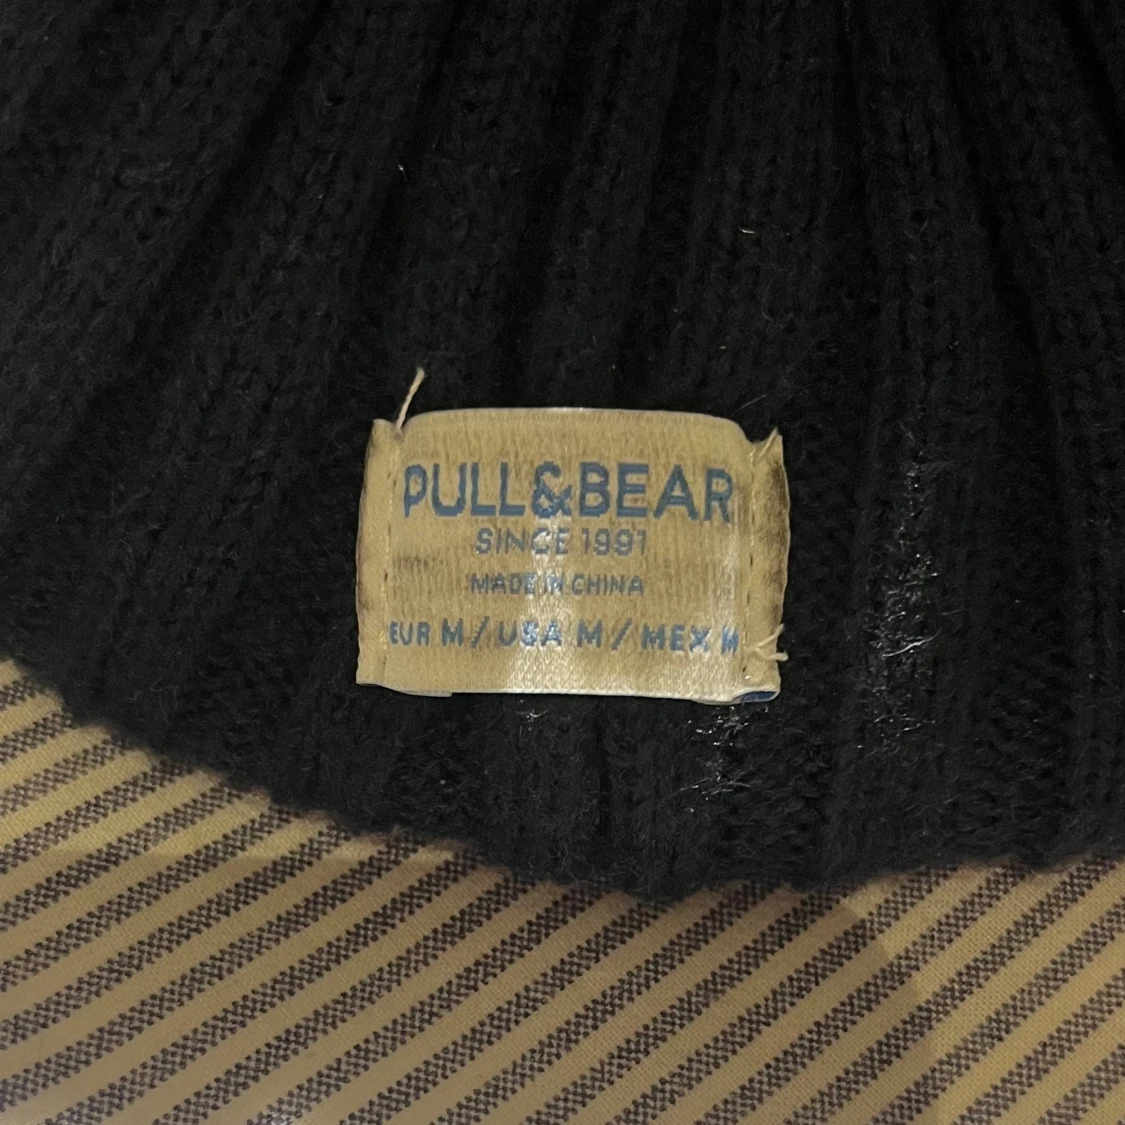 PULL&BEAR
SINCE 1991
MADE IN CHINA
EUR M / USA M / MEX M